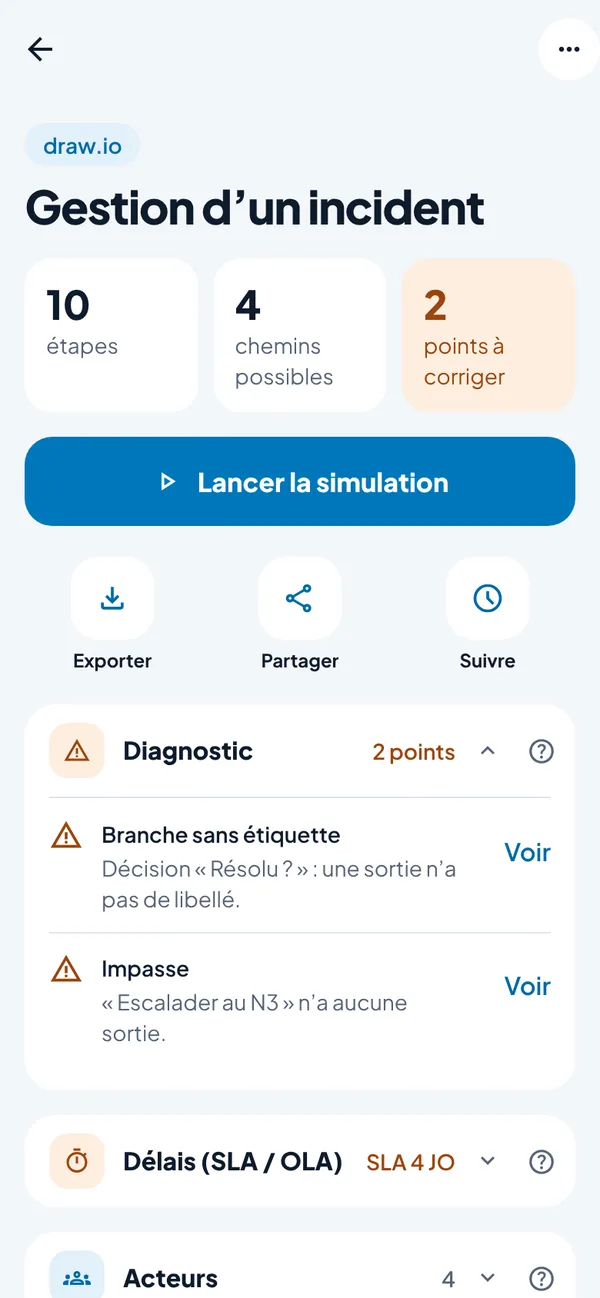 draw.io
Gestion d’un incident
10
étapes
4
chemins
possibles
2
points à
corriger
Lancer la simulation
Exporter
Partager
Suivre
Diagnostic
2 points
Branche sans étiquette
Décision « Résolu ? » : une sortie n’a
pas de libellé.
Voir
Impasse
« Escalader au N3 » n’a aucune
sortie.
Voir
Délais (SLA / OLA)
SLA 4 JO
Acteurs
4